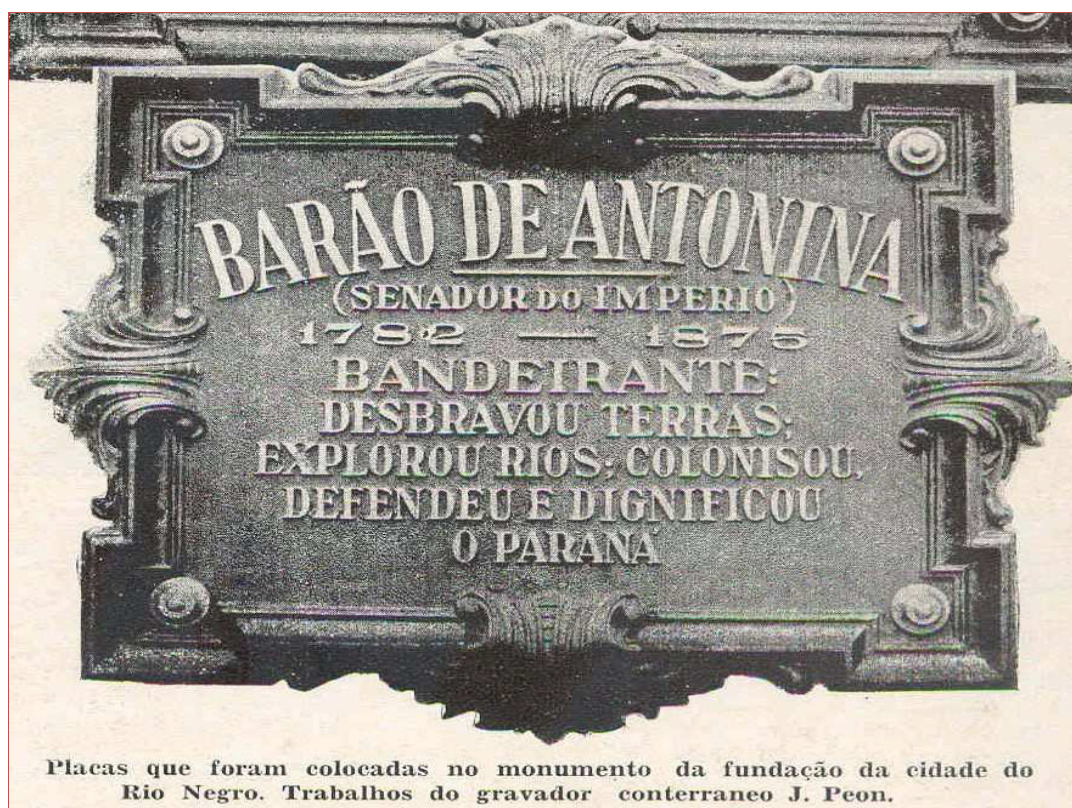 BARÃO DE ANTONINA
(SENADOR DO IMPERIO)
1782 — 1875
BANDEIRANTE:
DESBRAVOU TERRAS;
EXPLOROU RIOS; COLONISOU,
DEFENDEU E DIGNIFICOU
O PARANÁ
Placas que foram colocadas no monumento da fundação da cidade do
Rio Negro. Trabalhos do gravador conterraneo J. Peon.